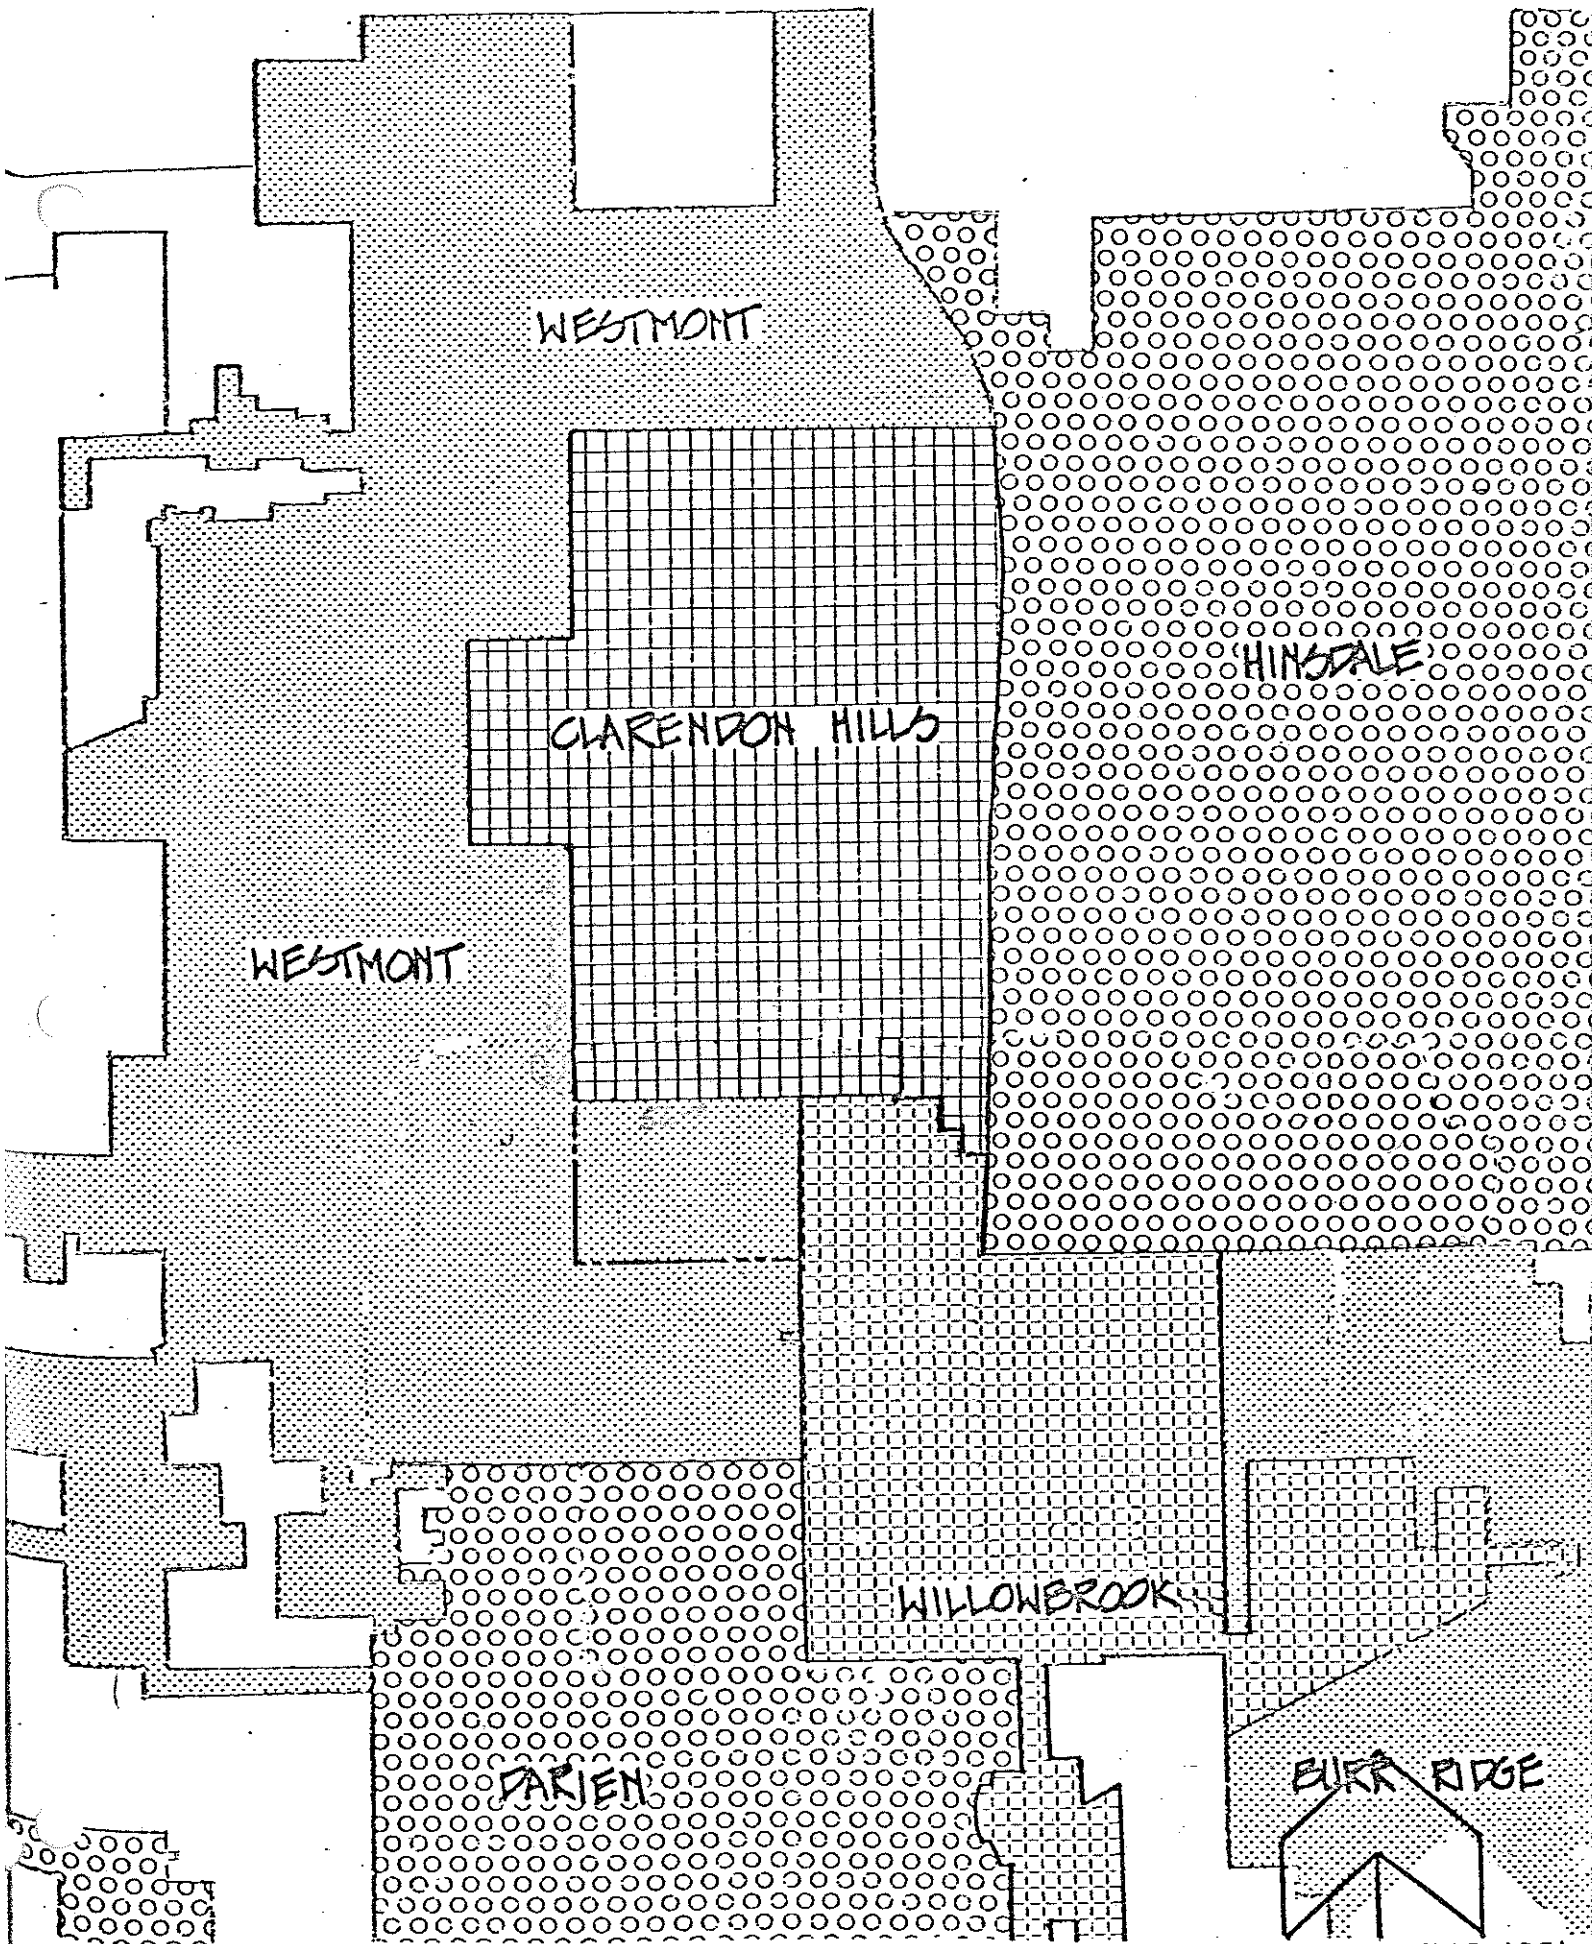 WESTMONT
HINSDALE
CLARENDON HILLS
WESTMONT
WILLOWBROOK
DARIEN
BURR RIDGE